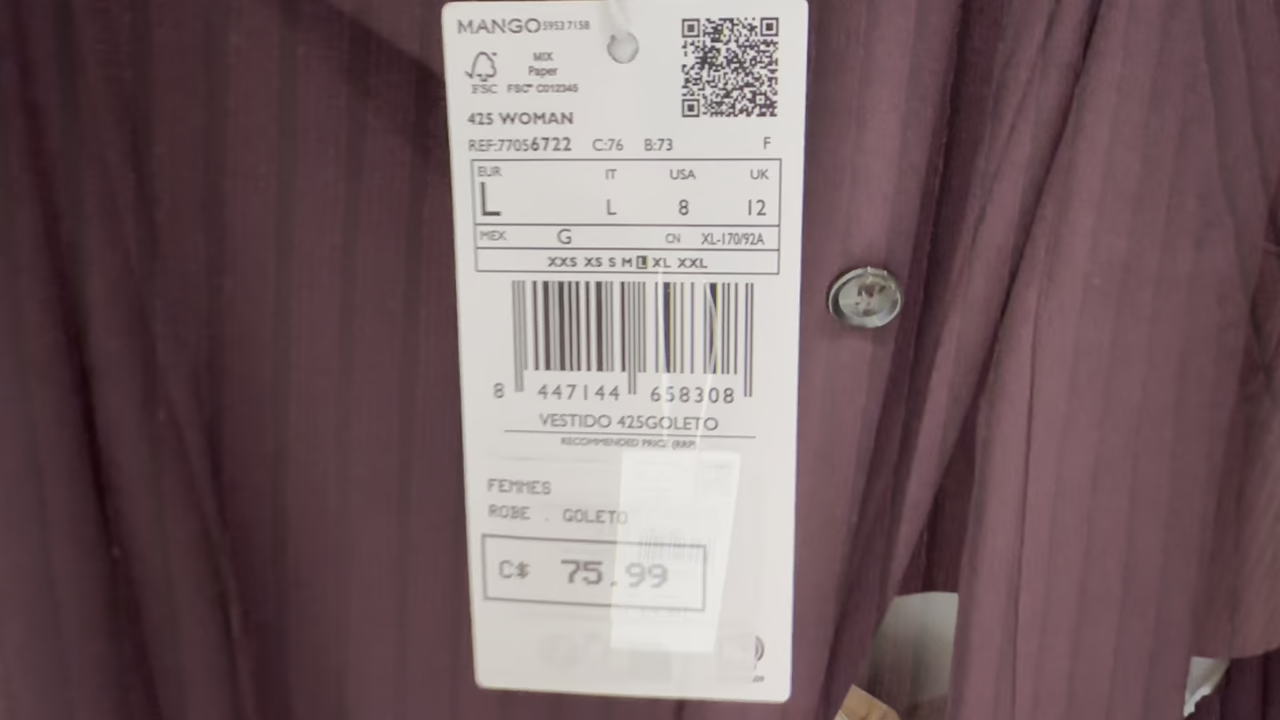 MANGO 5953 7158
MIX
Paper
FSC FSC® C012345
425 WOMAN
REF:77056722 C:76 B:73 F
EUR IT USA UK
L L 8 12
MEX G CN XL-170/92A
XXS XS S M L XL XXL
8 447144 658308
VESTIDO 425GOLETO
RECOMMENDED PRICE (RRP)
FEMMES
ROBE . GOLETO
C$ 75.99